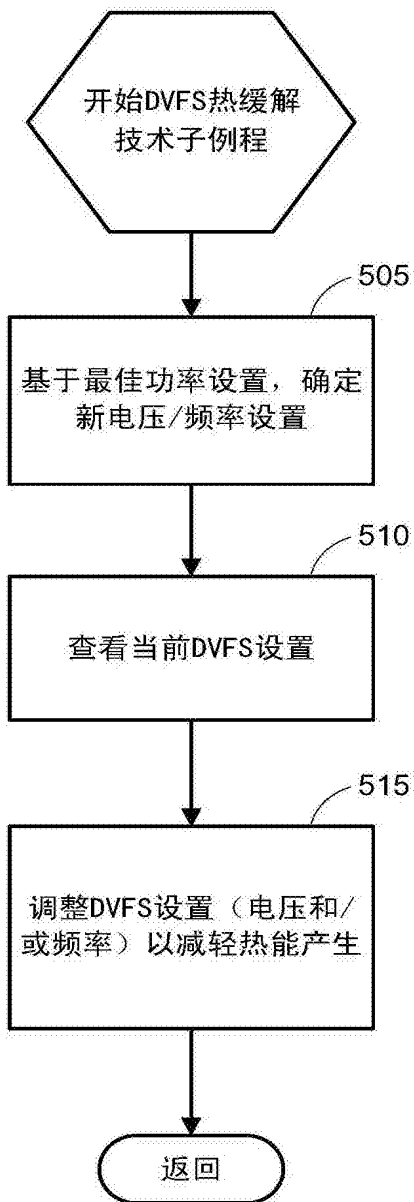 开始DVFS热缓解
技术子例程
505
基于最佳功率设置，确定
新电压/频率设置
510
查看当前DVFS设置
515
调整DVFS设置（电压和/
或频率）以减轻热能产生
返回